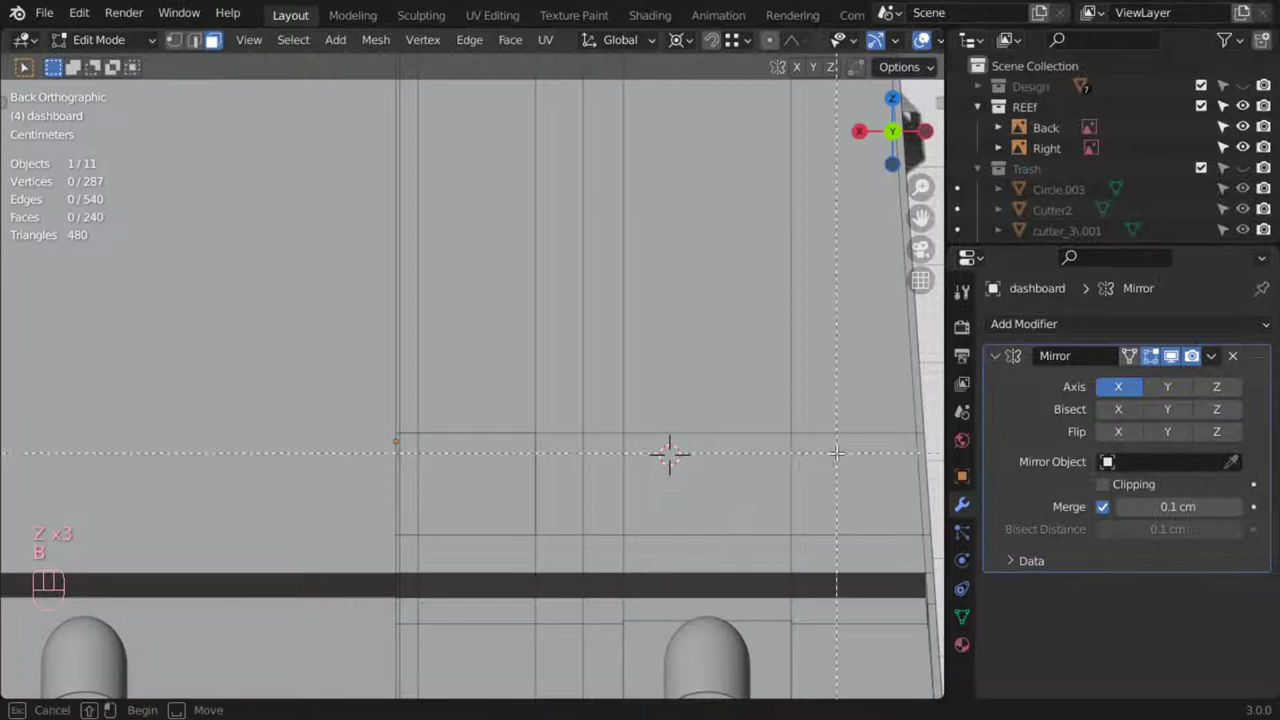 File Edit Render Window Help Layout Modeling Sculpting UV Editing Texture Paint Shading Animation Rendering Com Scene ViewLayer
Edit Mode View Select Add Mesh Vertex Edge Face UV Global
X Y Z Options
Back Orthographic
(4) dashboard
Centimeters
Objects 1 / 11
Vertices 0 / 287
Edges 0 / 540
Faces 0 / 240
Triangles 480
Z
X Y
Z x3
B
Scene Collection
Design 7
REEf
Back
Right
Trash
Circle.003
Cutter2
cutter_3\.001
dashboard Mirror
Add Modifier
Mirror
Axis X Y Z
Bisect X Y Z
Flip X Y Z
Mirror Object
Clipping
Merge 0.1 cm
Bisect Distance 0.1 cm
Data
Esc Cancel Begin Move 3.0.0